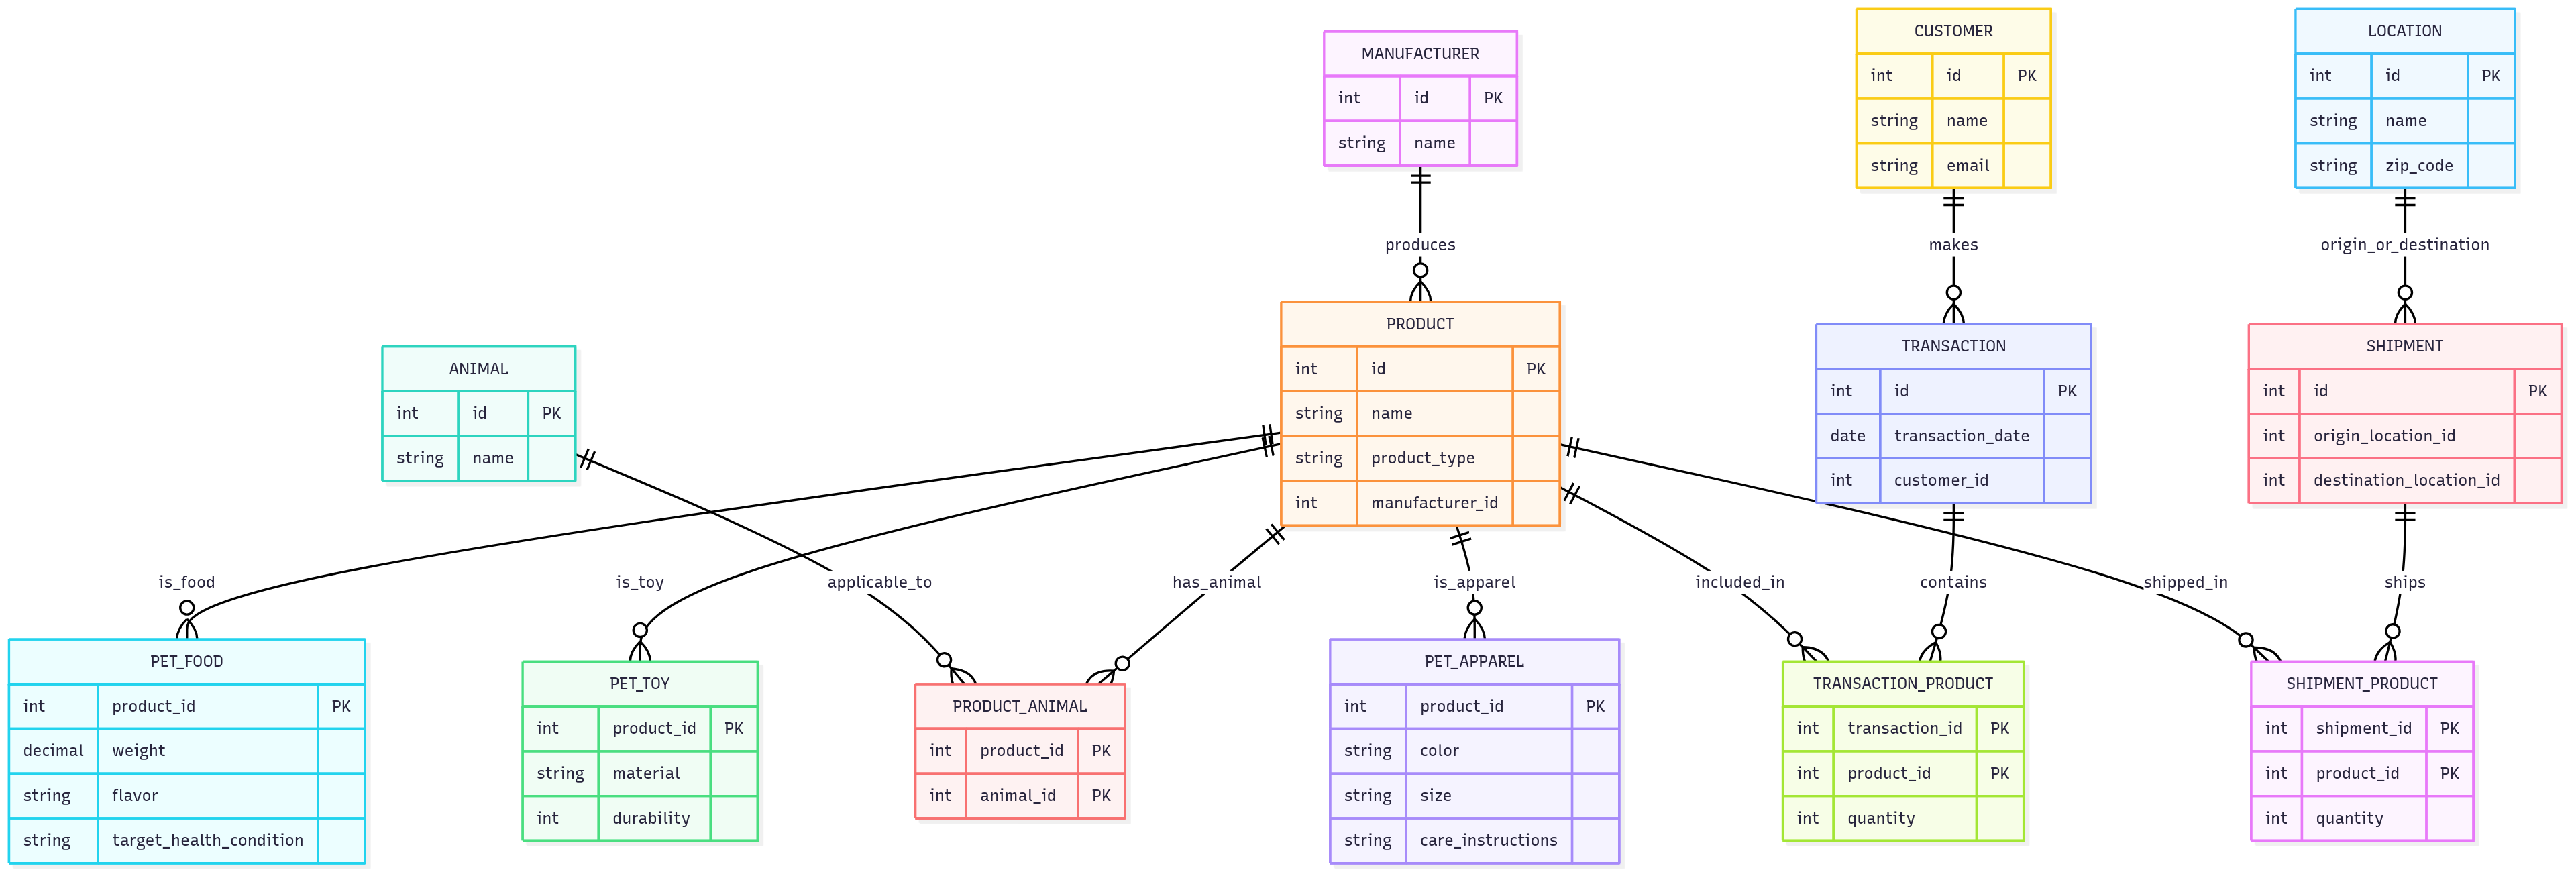 MANUFACTURER
int id PK
string name
CUSTOMER
int id PK
string name
string email
LOCATION
int id PK
string name
string zip_code
produces
makes
origin_or_destination
ANIMAL
int id PK
string name
PRODUCT
int id PK
string name
string product_type
int manufacturer_id
TRANSACTION
int id PK
date transaction_date
int customer_id
SHIPMENT
int id PK
int origin_location_id
int destination_location_id
is_food
is_toy
applicable_to
has_animal
is_apparel
included_in
contains
shipped_in
ships
PET_FOOD
int product_id PK
decimal weight
string flavor
string target_health_condition
PET_TOY
int product_id PK
string material
int durability
PRODUCT_ANIMAL
int product_id PK
int animal_id PK
PET_APPAREL
int product_id PK
string color
string size
string care_instructions
TRANSACTION_PRODUCT
int transaction_id PK
int product_id PK
int quantity
SHIPMENT_PRODUCT
int shipment_id PK
int product_id PK
int quantity